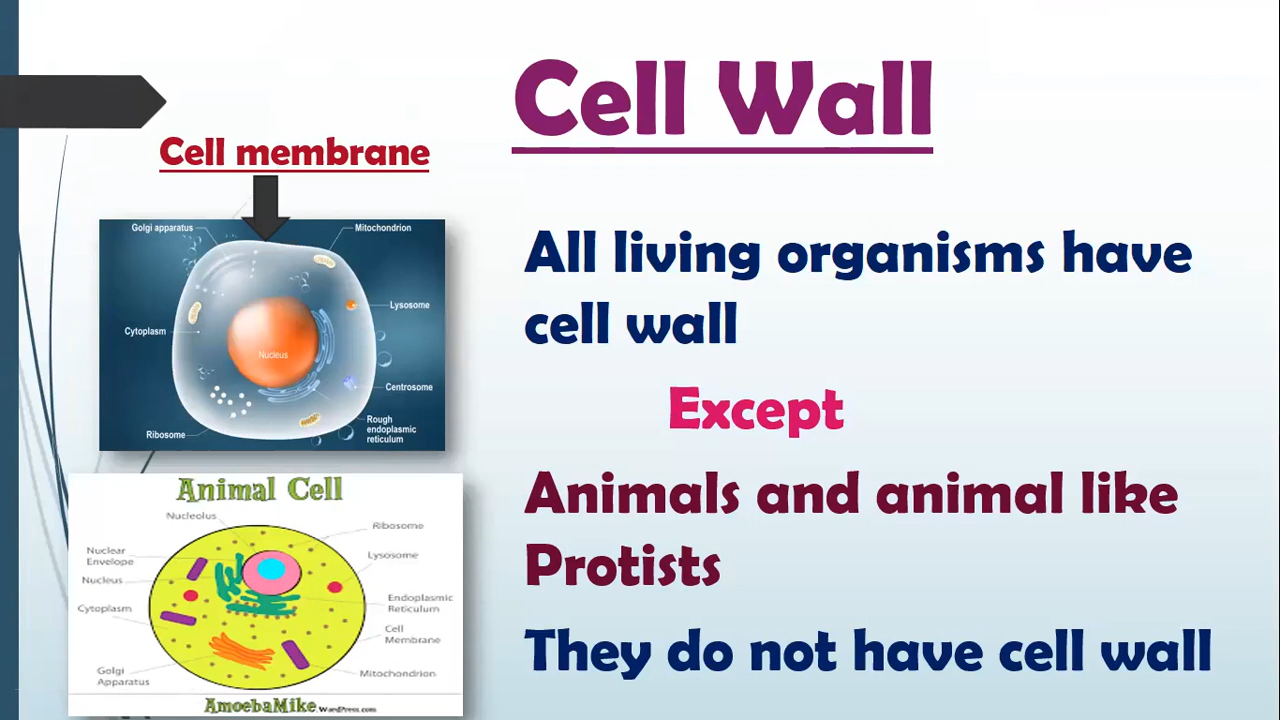 Cell Wall
Cell membrane
Golgi apparatus
Mitochondrion
Lysosome
Cytoplasm
Nucleus
Centrosome
Rough
endoplasmic
reticulum
Ribosome
All living organisms have
cell wall
Except
Animals and animal like
Protists
They do not have cell wall
Animal Cell
Nucleolus
Ribosome
Nuclear
Envelope
Lysosome
Nucleus
Endoplasmic
Reticulum
Cytoplasm
Cell
Membrane
Golgi
Apparatus
Mitochondrion
AmoebaMike.WordPress.com